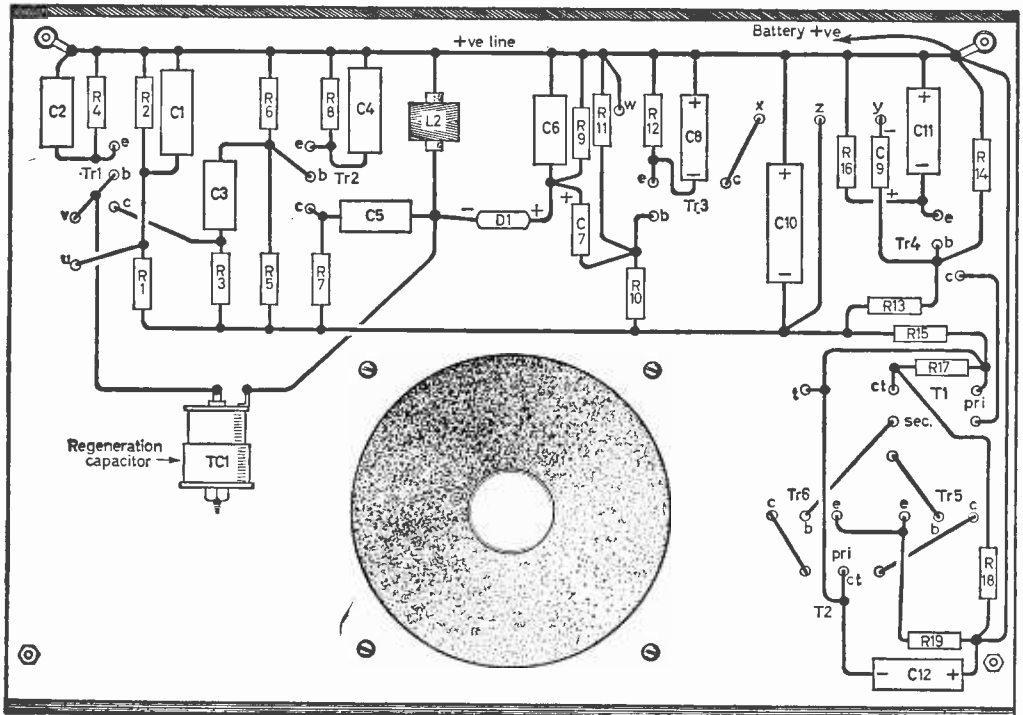 +ve line
Battery +ve
C2
R4
R2
C1
R6
R8
C4
L2
C6
R9
R11
w
R12
+
C8
−
x
+
z
y
−
C9
+
R16
+
C11
−
R14
e
Tr1
b
c
v
u
C3
e
Tr2
b
c
C5
−
D1
+
+
C7
e
Tr3
c
b
C10
−
e
Tr4
b
c
R1
R3
R5
R7
R10
R13
R15
R17
t
ct
T1
pri
sec.
Regeneration
capacitor
TC1
Tr6
Tr5
c
b
e
e
b
c
pri
ct
T2
R18
R19
−
C12
+